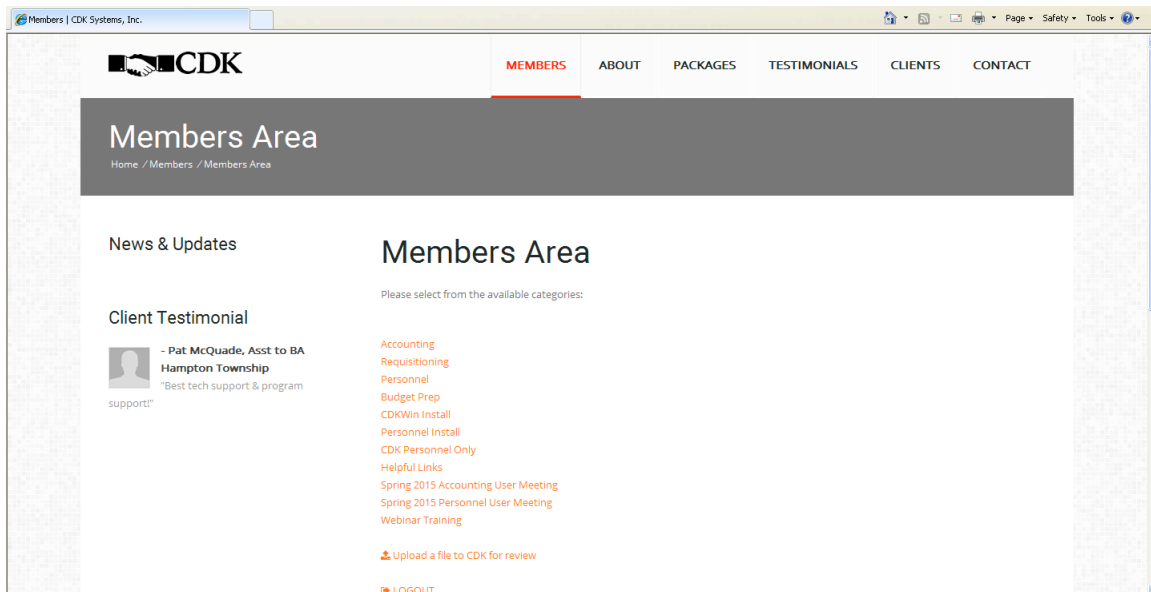 Members | CDK Systems, Inc.
Page Safety Tools
CDK
MEMBERS ABOUT PACKAGES TESTIMONIALS CLIENTS CONTACT
Members Area
Home / Members / Members Area
News & Updates
Client Testimonial
- Pat McQuade, Asst to BA
Hampton Township
"Best tech support & program
support!"
Members Area
Please select from the available categories:
Accounting
Requisitioning
Personnel
Budget Prep
CDKWin Install
Personnel Install
CDK Personnel Only
Helpful Links
Spring 2015 Accounting User Meeting
Spring 2015 Personnel User Meeting
Webinar Training
Upload a file to CDK for review
LOGOUT